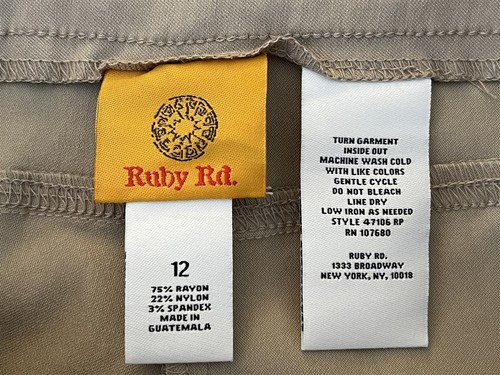 Ruby Rd.
12
75% RAYON
22% NYLON
3% SPANDEX
MADE IN
GUATEMALA
TURN GARMENT
INSIDE OUT
MACHINE WASH COLD
WITH LIKE COLORS
GENTLE CYCLE
DO NOT BLEACH
LINE DRY
LOW IRON AS NEEDED
STYLE 47106 RP
RN 107680
RUBY RD.
1333 BROADWAY
NEW YORK, NY, 10018